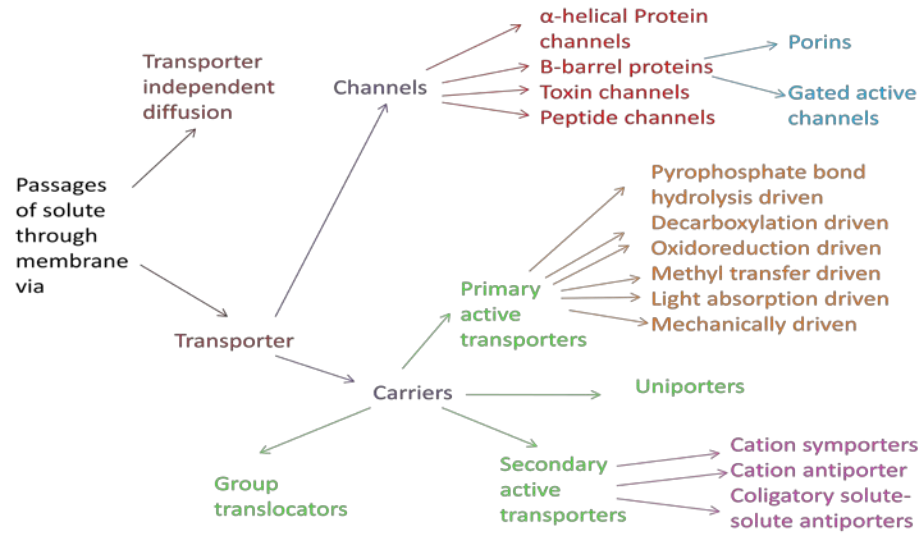 Passages
of solute
through
membrane
via
Transporter
independent
diffusion
Transporter
Channels
α-helical Protein
channels
B-barrel proteins
Toxin channels
Peptide channels
Porins
Gated active
channels
Carriers
Primary
active
transporters
Pyrophosphate bond
hydrolysis driven
Decarboxylation driven
Oxidoreduction driven
Methyl transfer driven
Light absorption driven
Mechanically driven
Uniporters
Secondary
active
transporters
Cation symporters
Cation antiporter
Coligatory solute-
solute antiporters
Group
translocators